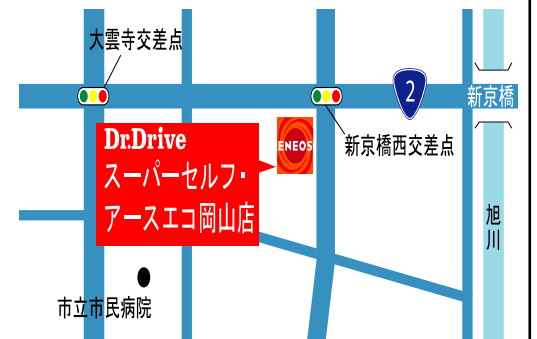 大雲寺交差点
2
新京橋
Dr.Drive
スーパーセルフ・
アースエコ岡山店
ENEOS
新京橋西交差点
旭川
市立市民病院